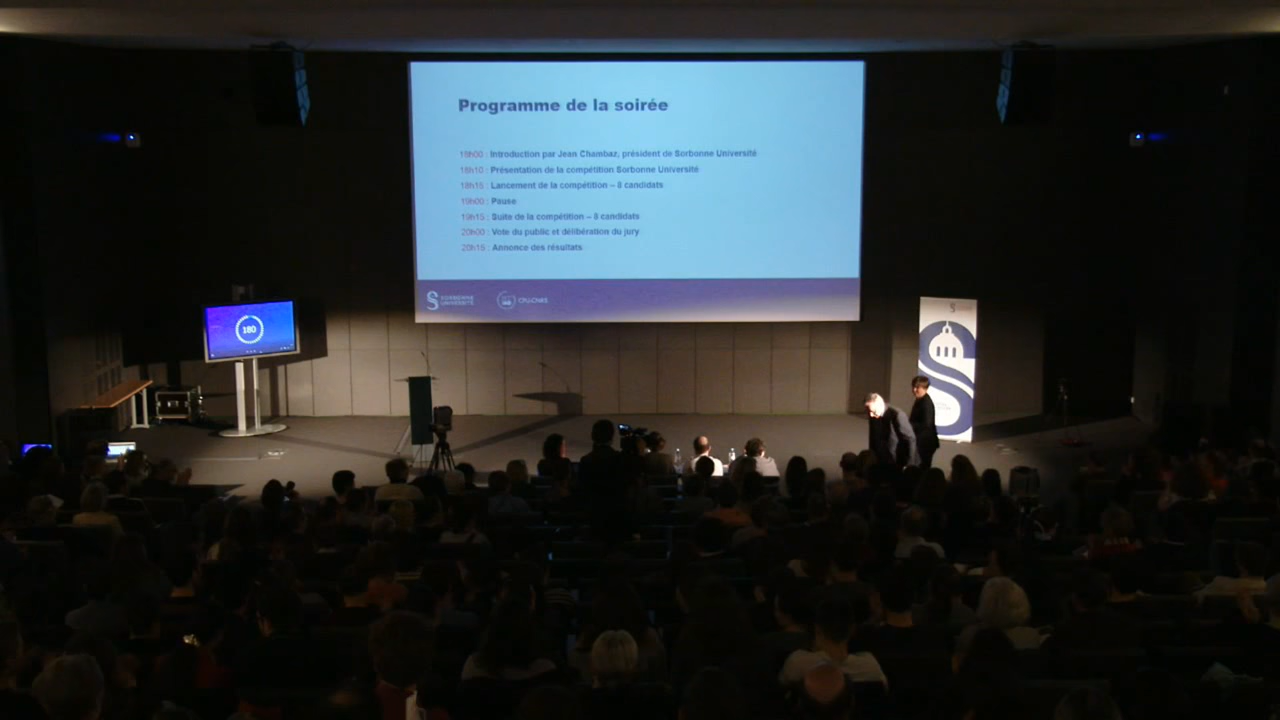 Programme de la soirée
18h00 : Introduction par Jean Chambaz, président de Sorbonne Université
18h10 : Présentation de la compétition Sorbonne Université
18h15 : Lancement de la compétition – 8 candidats
19h00 : Pause
19h15 : Suite de la compétition – 8 candidats
20h00 : Vote du public et délibération du jury
20h15 : Annonce des résultats
SORBONNE
UNIVERSITÉ
180